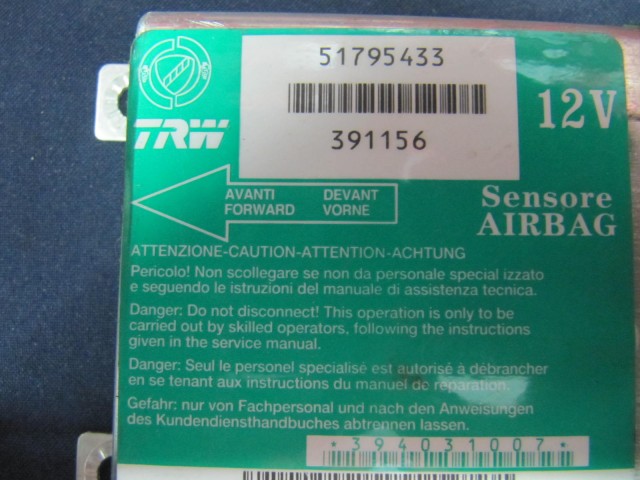 51795433
12V
TRW
391156
AVANTI DEVANT
FORWARD VORNE
Sensore
AIRBAG
ATTENZIONE-CAUTION-ATTENTION-ACHTUNG
Pericolo! Non scollegare se non da personale special izzato
e seguendo le istruzioni del manuale di assistenza tecnica.
Danger: Do not disconnect! This operation is only to be
carried out by skilled operators, following the instructions
given in the service manual.
Danger: Seul le personel specialisé est autorisé á débrancher
en se tenant aux instructions du manuel de réparation.
Gefahr: nur von Fachpersonal und nach den Anweisungen
des Kundendiensthandbuches abtrennen lassen.
*394031007*